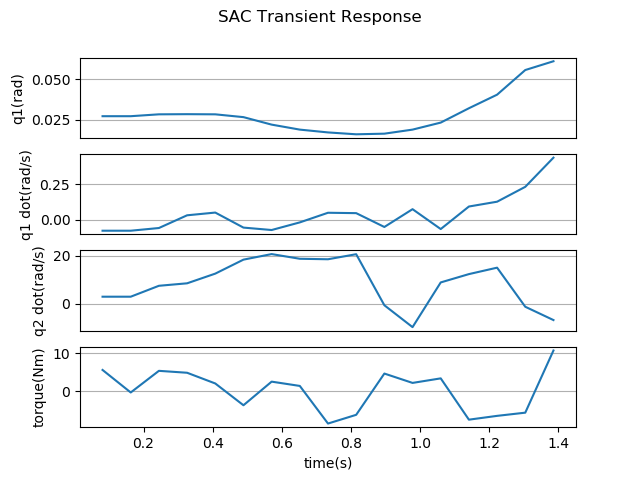 SAC Transient Response
q1(rad)
0.050
0.025
q1 dot(rad/s)
0.25
0.00
q2 dot(rad/s)
20
0
torque(Nm)
10
0
0.2 0.4 0.6 0.8 1.0 1.2 1.4
time(s)